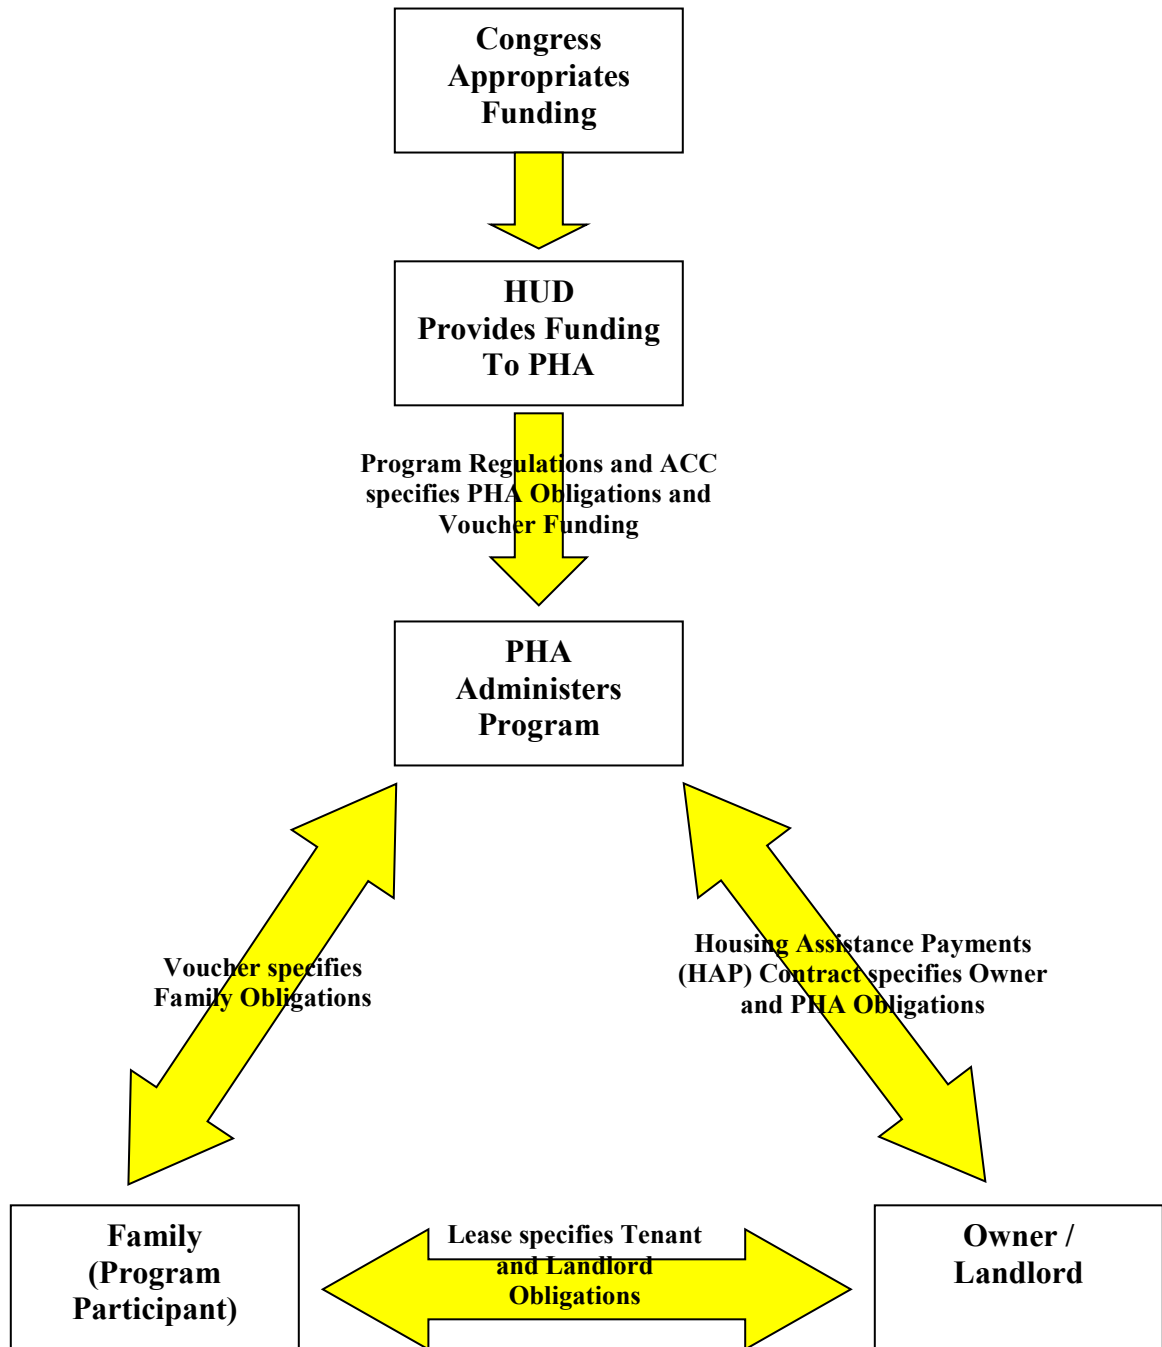 Congress
Appropriates
Funding
HUD
Provides Funding
To PHA
Program Regulations and ACC
specifies PHA Obligations and
Voucher Funding
PHA
Administers
Program
Voucher specifies
Family Obligations
Housing Assistance Payments
(HAP) Contract specifies Owner
and PHA Obligations
Family
(Program
Participant)
Lease specifies Tenant
and Landlord
Obligations
Owner /
Landlord